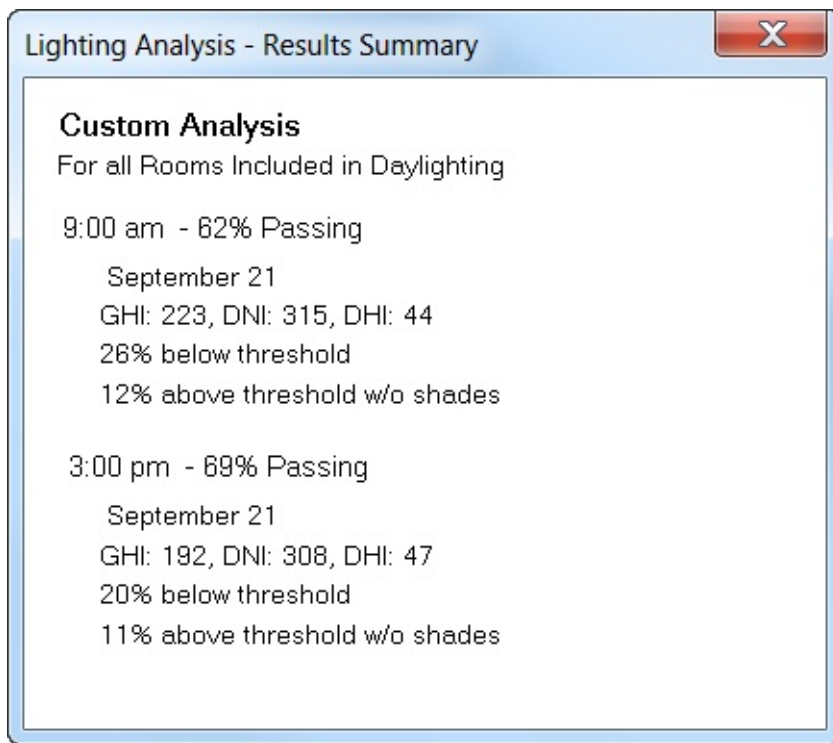 Lighting Analysis - Results Summary
Custom Analysis
For all Rooms Included in Daylighting
9:00 am - 62% Passing
September 21
GHI: 223, DNI: 315, DHI: 44
26% below threshold
12% above threshold w/o shades
3:00 pm - 69% Passing
September 21
GHI: 192, DNI: 308, DHI: 47
20% below threshold
11% above threshold w/o shades